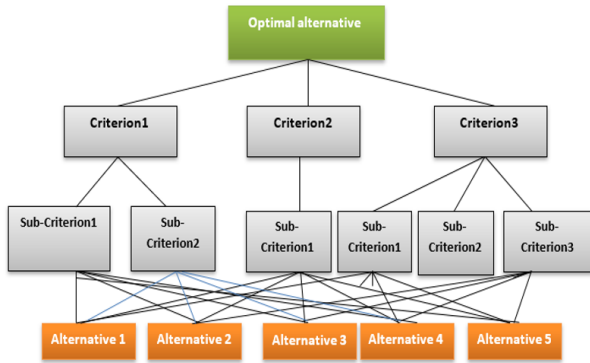 Optimal alternative
Criterion1
Criterion2
Criterion3
Sub-Criterion1
Sub-
Criterion2
Sub-
Criterion1
Sub-
Criterion1
Sub-
Criterion2
Sub-
Criterion3
Alternative 1
Alternative 2
Alternative 3
Alternative 4
Alternative 5